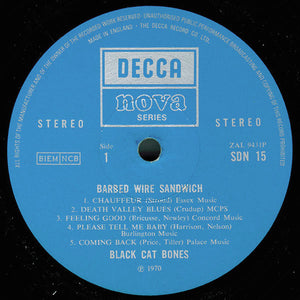 MADE IN ENGLAND · THE DECCA RECORD CO. LTD.
ALL RIGHTS OF THE MANUFACTURER AND OF THE OWNER OF THE RECORDED WORK RESERVED UNAUTHORISED PUBLIC PERFORMANCE BROADCASTING AND COPYING OF THIS RECORD PROHIBITED
DECCA
nova
SERIES
STEREO STEREO
BIEM NCB
Side
1
ZAL 9431P
SDN 15
BARBED WIRE SANDWICH
1. CHAUFFEUR Essex Music
2. DEATH VALLEY BLUES (Crudup) MCPS
3. FEELING GOOD (Bricusse, Newley) Concord Music
4. PLEASE TELL ME BABY (Harrison, Nelson)
Burlington Music
5. COMING BACK (Price, Tiller) Palace Music
BLACK CAT BONES
℗ 1970